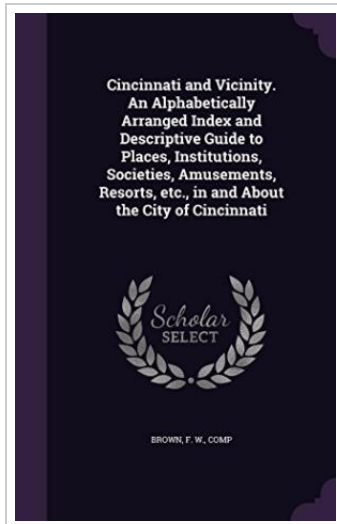 Cincinnati and Vicinity.
An Alphabetically
Arranged Index and
Descriptive Guide to
Places, Institutions,
Societies, Amusements,
Resorts, etc., in and About
the City of Cincinnati
Scholar
SELECT
BROWN, F. W., COMP